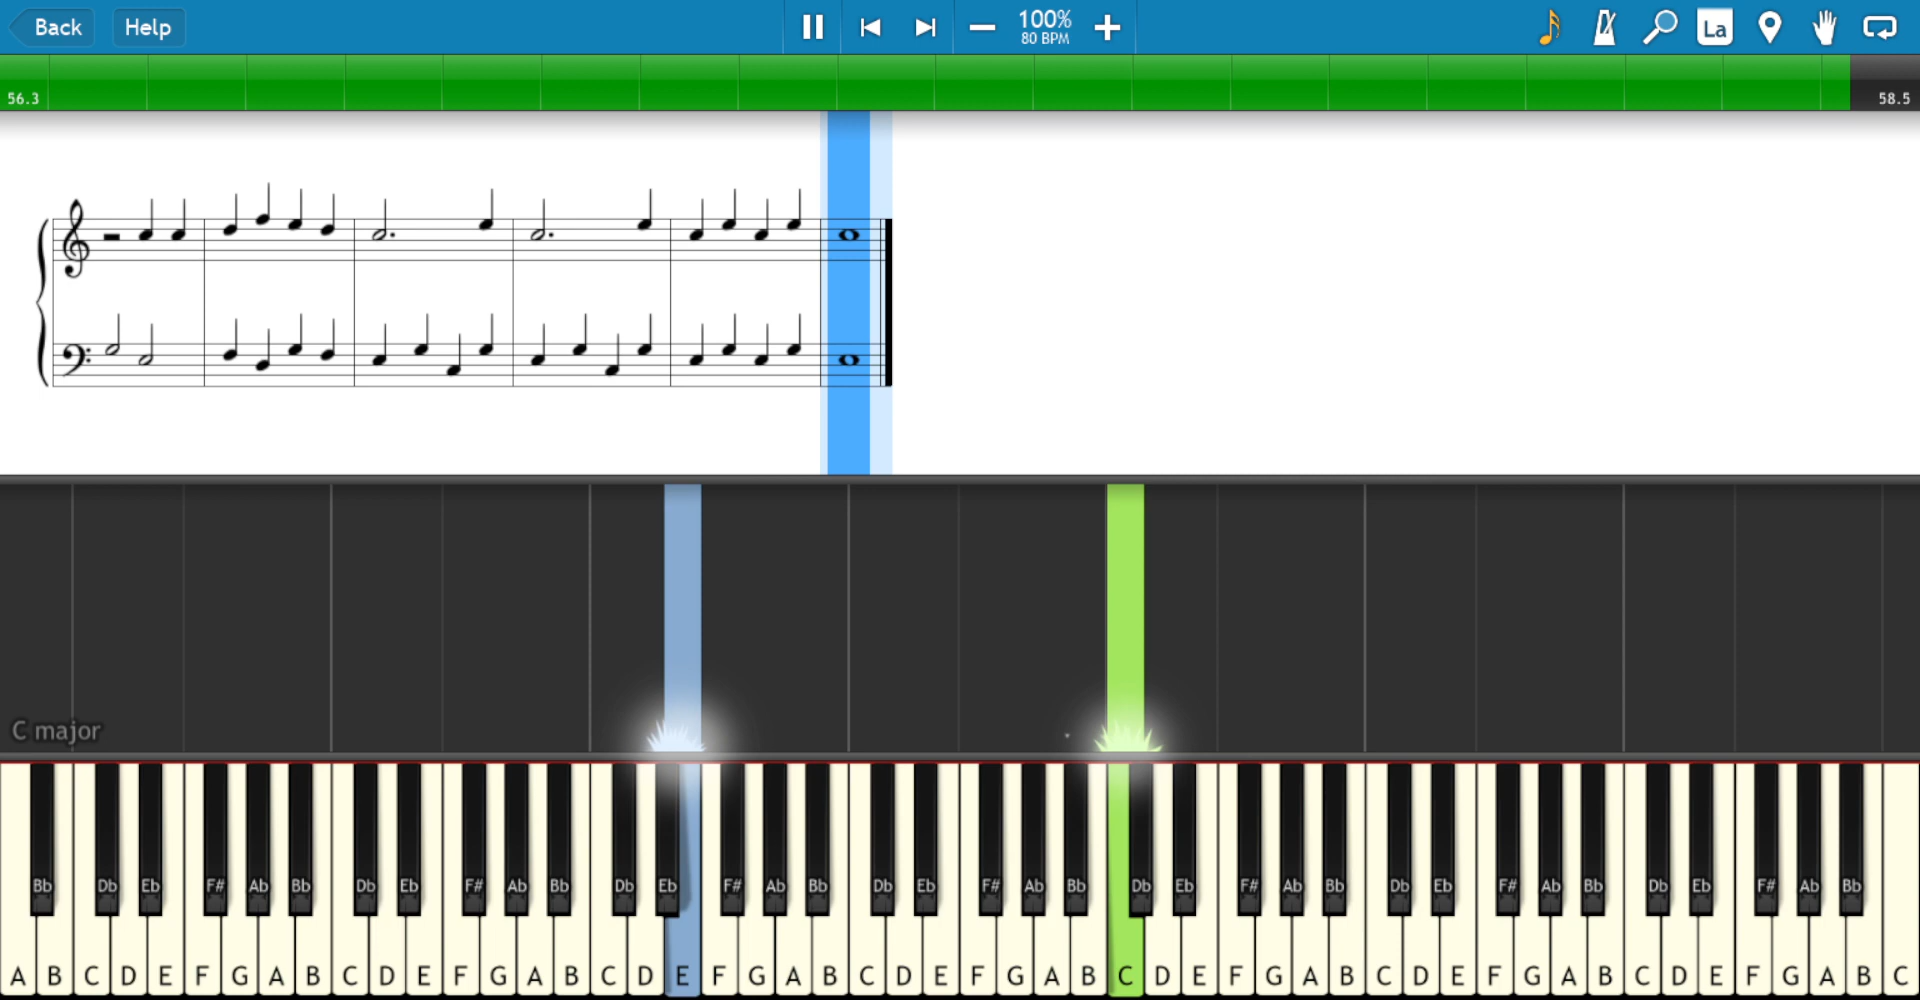 Back Help 100% La
80 BPM
56.3 58.5
C major
Bb Db Eb F# Ab Bb Db Eb F# Ab Bb Db Eb F# Ab Bb Db Eb F# Ab Bb Db Eb F# Ab Bb Db Eb F# Ab Bb Db Eb F# Ab Bb
A B C D E F G A B C D E F G A B C D E F G A B C D E F G A B C D E F G A B C D E F G A B C D E F G A B C